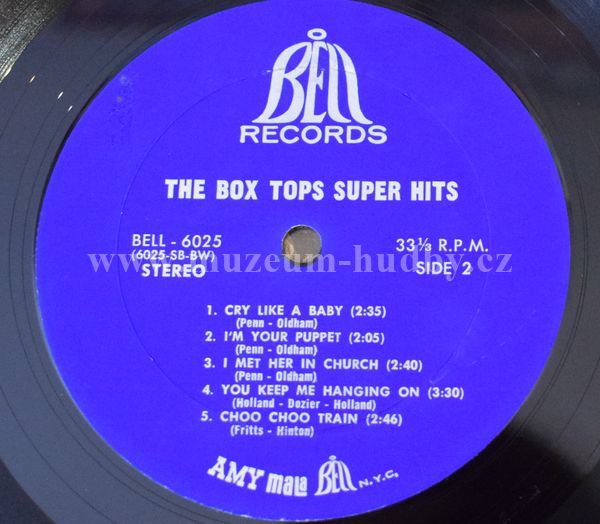 BELL
RECORDS
THE BOX TOPS SUPER HITS
BELL - 6025
(6025-SB-BW)
STEREO
33⅓ R.P.M.
SIDE 2
www.muzeum-hudby.cz
1. CRY LIKE A BABY (2:35)
(Penn - Oldham)
2. I'M YOUR PUPPET (2:05)
(Penn - Oldham)
3. I MET HER IN CHURCH (2:40)
(Penn - Oldham)
4. YOU KEEP ME HANGING ON (3:30)
(Holland - Dozier - Holland)
5. CHOO CHOO TRAIN (2:46)
(Fritts - Hinton)
AMY mala BELL N.Y.C.